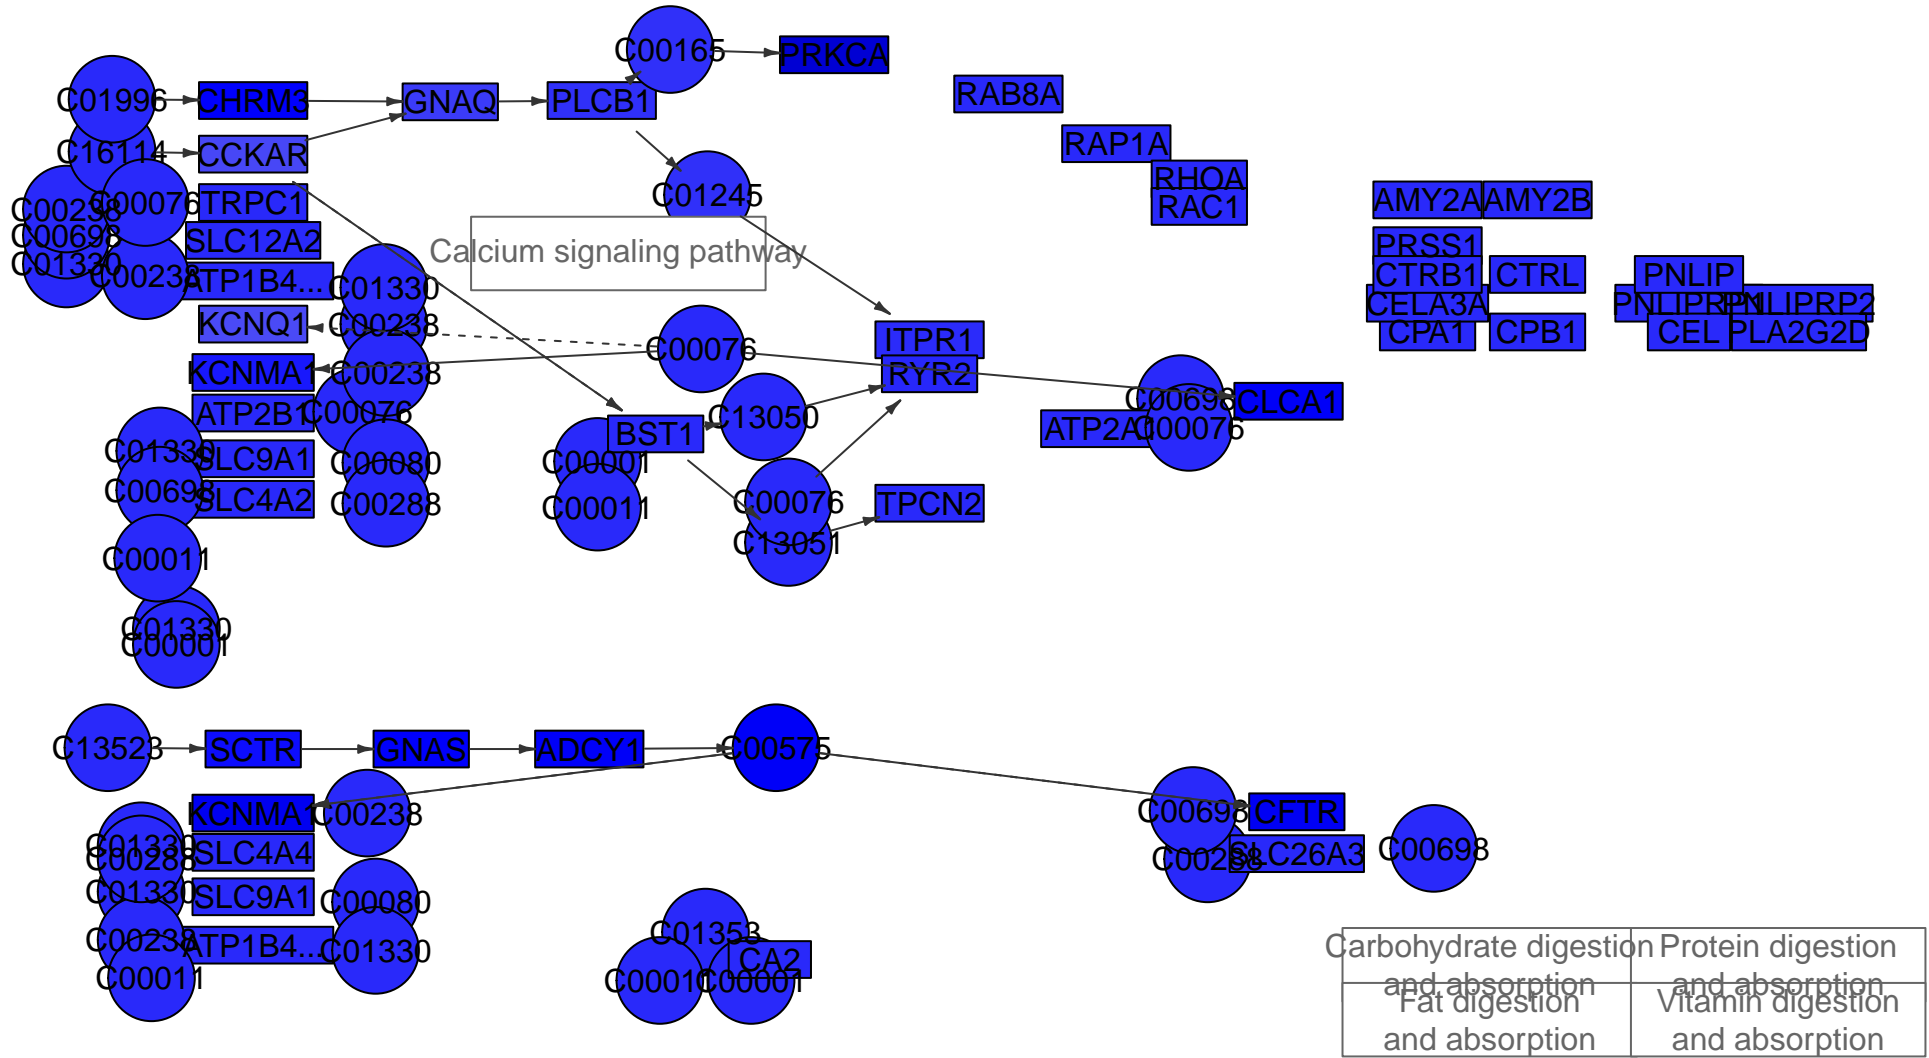 C00165
PRKCA
C01996
CHRM3
GNAQ
PLCB1
RAB8A
C16114
CCKAR
RAP1A
C00238
C00076
TRPC1
C01245
RHOA
RAC1
AMY2A
AMY2B
C00698
SLC12A2
Calcium signaling pathway
PRSS1
C01330
C00238
ATP1B4...
C01330
CTRB1
CTRL
PNLIP
CELA3A
PNLIPRP1
PNLIPRP2
KCNQ1
C00238
C00076
ITPR1
CPA1
CPB1
CEL
PLA2G2D
KCNMA1
C00238
RYR2
C00698
CLCA1
ATP2B1
C00076
C13050
BST1
ATP2A
C00076
C01330
SLC9A1
C00080
C00001
C00698
SLC4A2
C00288
C00011
C00076
TPCN2
C13051
C00011
C01330
C00001
C13523
SCTR
GNAS
ADCY1
C00575
KCNMA1
C00238
C00698
CFTR
C01330
C00288
SLC4A4
C00288
SLC26A3
C00698
C01330
SLC9A1
C00080
C01353
C00238
ATP1B4...
C01330
CA2
C00011
C00011
C00001
Carbohydrate digestion
and absorption
Protein digestion
and absorption
Fat digestion
and absorption
Vitamin digestion
and absorption